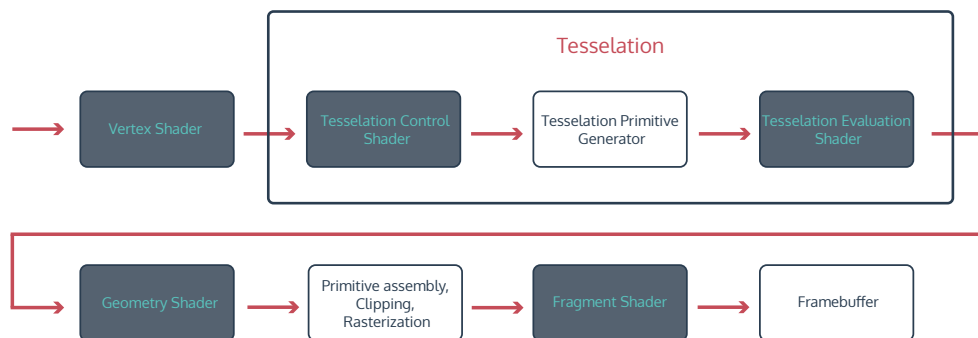 Tesselation
Vertex Shader
Tesselation Control
Shader
Tesselation Primitive
Generator
Tesselation Evaluation
Shader
Geometry Shader
Primitive assembly,
Clipping,
Rasterization
Fragment Shader
Framebuffer